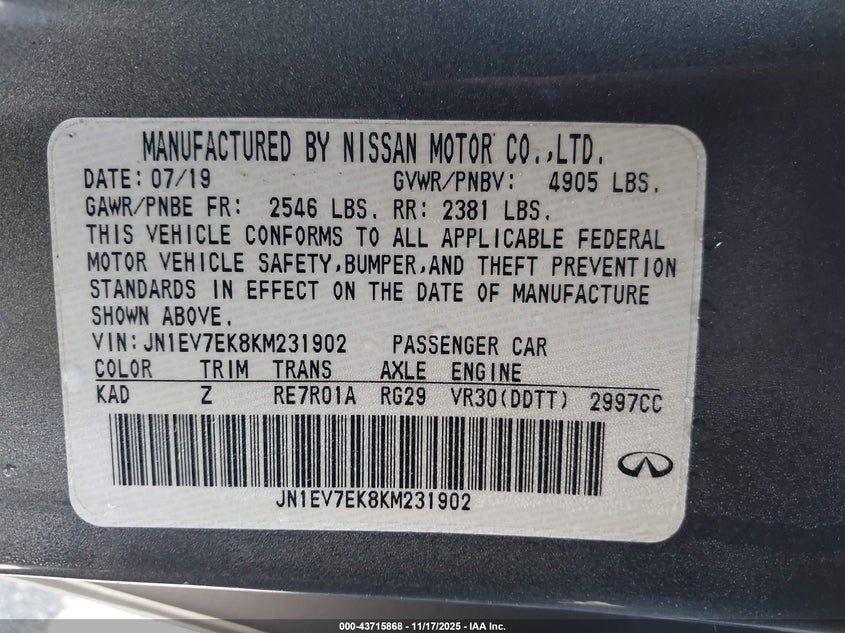 MANUFACTURED BY NISSAN MOTOR CO.,LTD.
DATE: 07/19 GVWR/PNBV: 4905 LBS.
GAWR/PNBE FR: 2546 LBS. RR: 2381 LBS.
THIS VEHICLE CONFORMS TO ALL APPLICABLE FEDERAL
MOTOR VEHICLE SAFETY,BUMPER,AND THEFT PREVENTION
STANDARDS IN EFFECT ON THE DATE OF MANUFACTURE
SHOWN ABOVE.
VIN:JN1EV7EK8KM231902 PASSENGER CAR
COLOR TRIM TRANS AXLE ENGINE
KAD Z RE7R01A RG29 VR30(DDTT) 2997CC
JN1EV7EK8KM231902
000-43715868 - 11/17/2025 - IAA Inc.